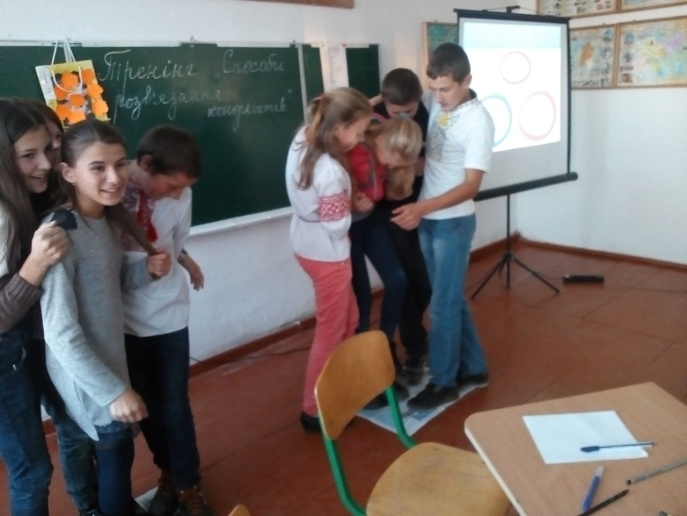 Тренінг „Способи
розв'язання
конфліктів"